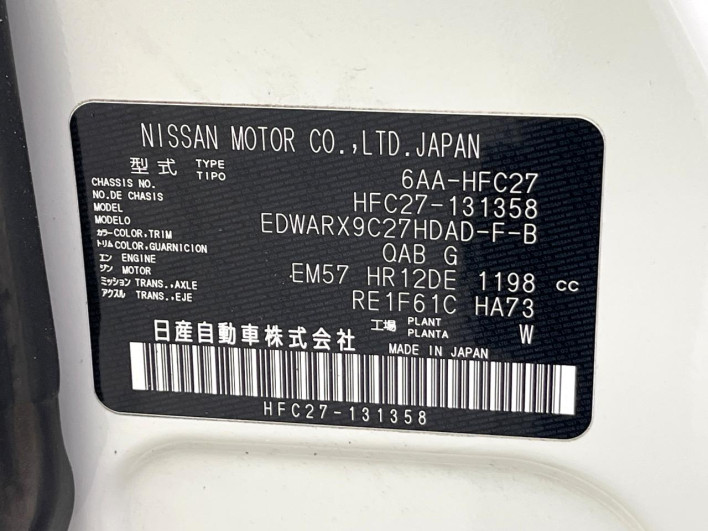 NISSAN MOTOR CO.,LTD.JAPAN
型式 TYPE TIPO 6AA-HFC27
CHASSIS NO. NO.DE CHASIS HFC27-131358
MODEL MODELO EDWARX9C27HDAD-F-B
カラー COLOR,TRIM トリム COLOR,GUARNICION QAB G
エンジン ENGINE MOTOR EM57 HR12DE 1198 cc
ミッション TRANS.,AXLE アクスル TRANS.,EJE RE1F61C HA73
工場 PLANT PLANTA W
日産自動車株式会社 MADE IN JAPAN
HFC27-131358